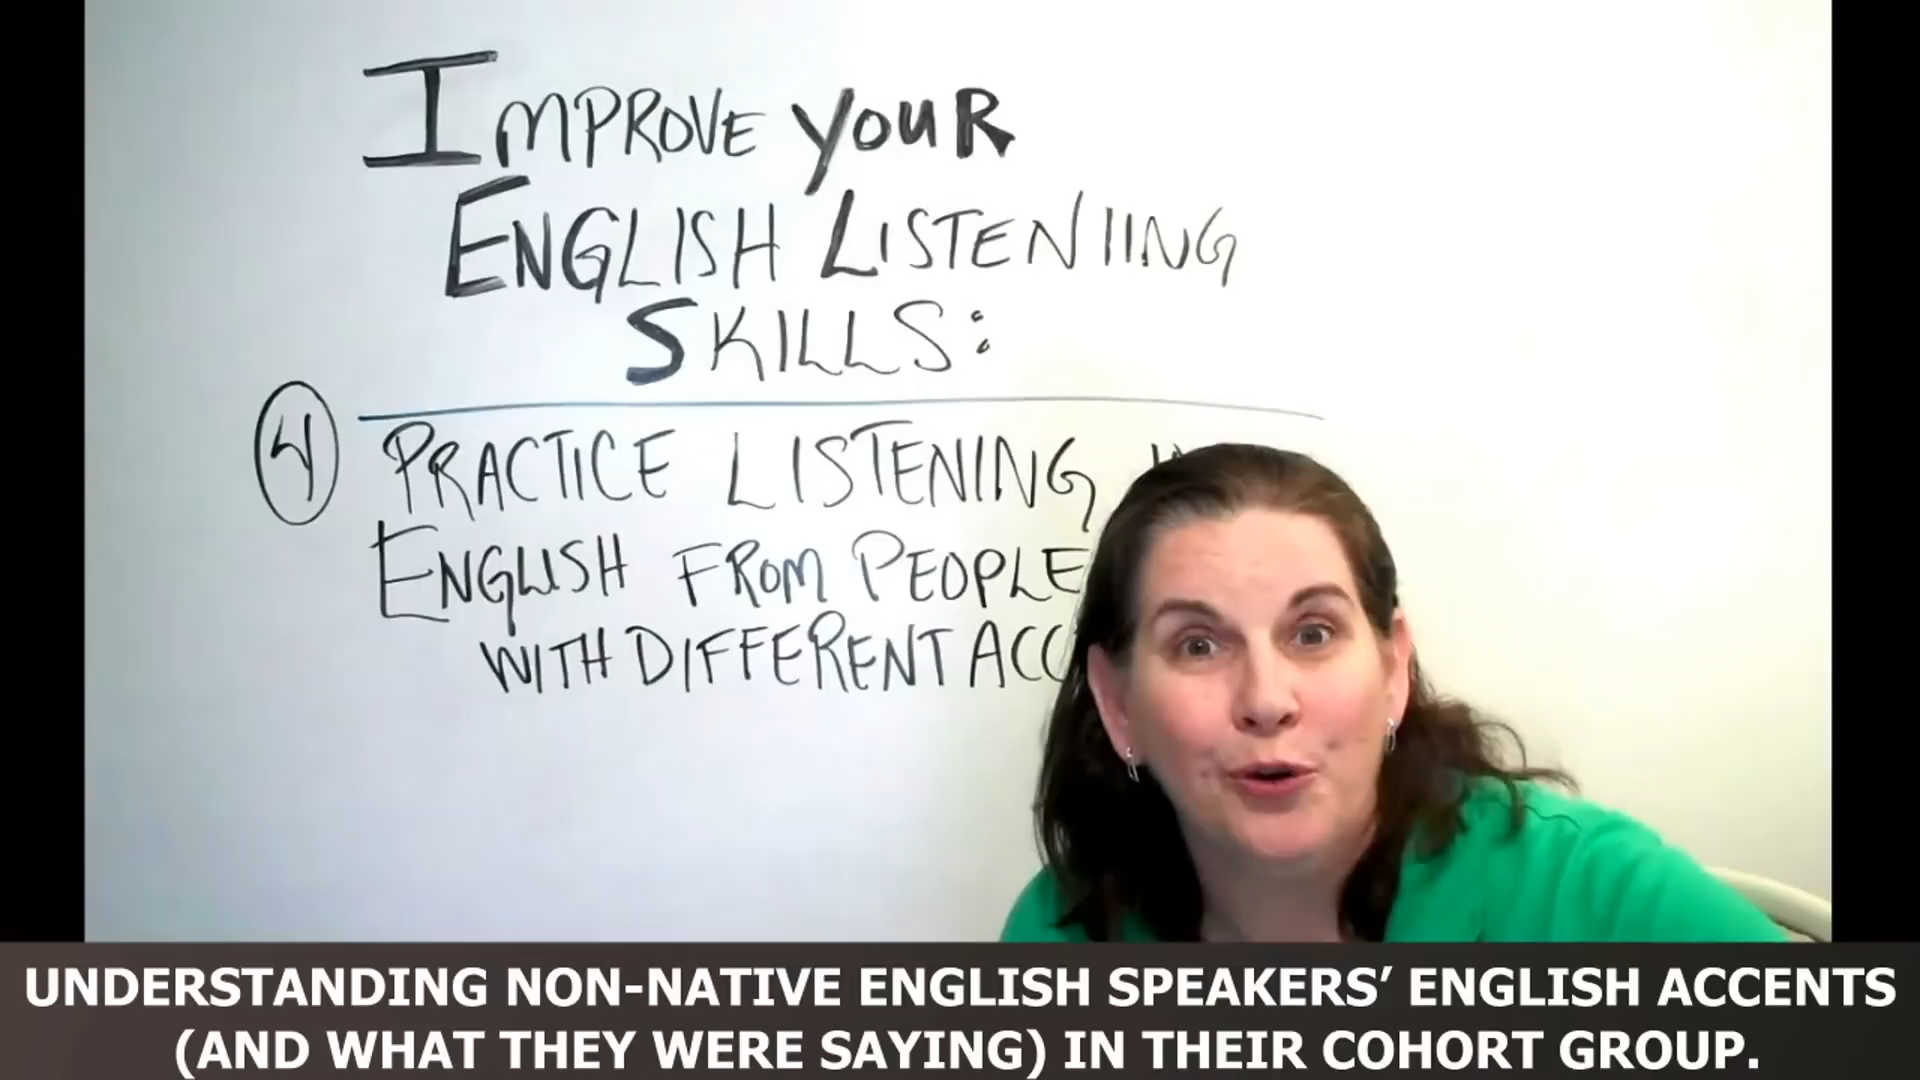 IMPROVE YOUR
ENGLISH LISTENIING
SKILLS:
4 PRACTICE LISTENING
ENGLISH FROM PEOPLE
WITH DIFFERENT
UNDERSTANDING NON-NATIVE ENGLISH SPEAKERS’ ENGLISH ACCENTS
(AND WHAT THEY WERE SAYING) IN THEIR COHORT GROUP.